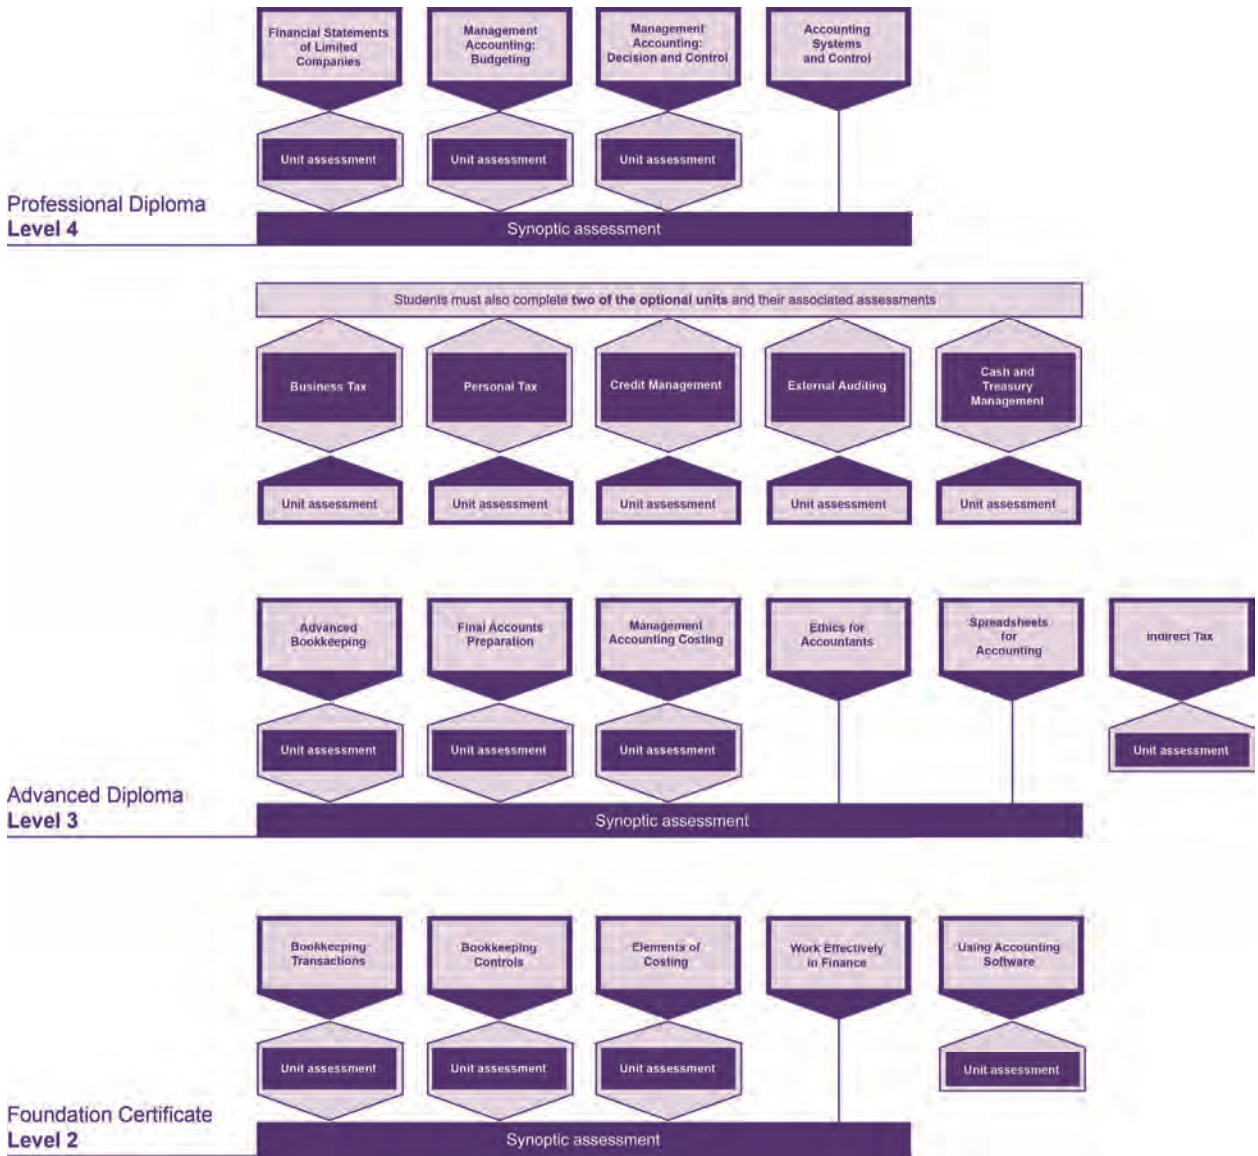 Financial Statements
of Limited
Companies
Management
Accounting:
Budgeting
Management
Accounting:
Decision and Control
Accounting
Systems
and Control
Unit assessment
Unit assessment
Unit assessment
Professional Diploma
Level 4
Synoptic assessment
Students must also complete two of the optional units and their associated assessments
Business Tax
Personal Tax
Credit Management
External Auditing
Cash and
Treasury
Management
Unit assessment
Unit assessment
Unit assessment
Unit assessment
Unit assessment
Advanced
Bookkeeping
Final Accounts
Preparation
Management
Accounting Costing
Ethics for
Accountants
Spreadsheets
for
Accounting
Indirect Tax
Unit assessment
Unit assessment
Unit assessment
Unit assessment
Advanced Diploma
Level 3
Synoptic assessment
Bookkeeping
Transactions
Bookkeeping
Controls
Elements of
Costing
Work Effectively
in Finance
Using Accounting
Software
Unit assessment
Unit assessment
Unit assessment
Unit assessment
Foundation Certificate
Level 2
Synoptic assessment